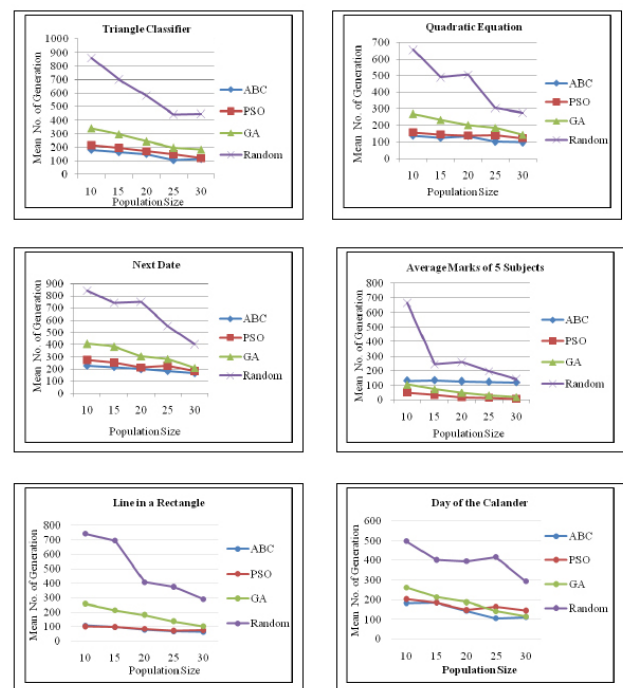 Triangle Classifier
Mean No. of Generation
1000
900
800
700
600
500
400
300
200
100
0
10 15 20 25 30
Population Size
ABC
PSO
GA
Random
Quadratic Equation
Mean No. of Generation
700
600
500
400
300
200
100
0
10 15 20 25 30
Population Size
ABC
PSO
GA
Random
Next Date
Mean No. of Generation
900
800
700
600
500
400
300
200
100
0
10 15 20 25 30
Population Size
ABC
PSO
GA
Random
Average Marks of 5 Subjects
Mean No. of Generation
800
700
600
500
400
300
200
100
0
10 15 20 25 30
Population Size
ABC
PSO
GA
Random
Line in a Rectangle
Mean No. of Generation
800
700
600
500
400
300
200
100
0
10 15 20 25 30
Population Size
ABC
PSO
GA
Random
Day of the Calander
Mean No. of Generation
600
500
400
300
200
100
0
10 15 20 25 30
Population Size
ABC
PSO
GA
Random